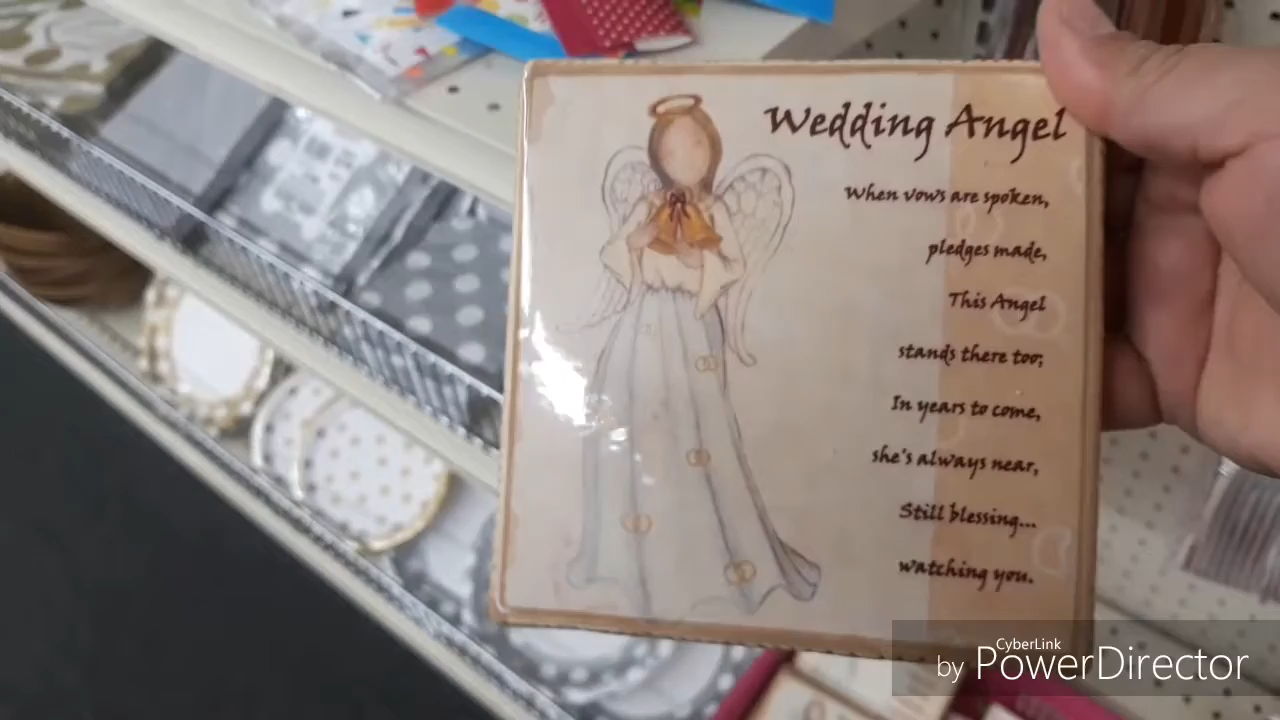 Wedding Angel
When vows are spoken,
pledges made,
This Angel
stands there too;
In years to come,
she's always near,
Still blessing...
watching you.
CyberLink
by PowerDirector